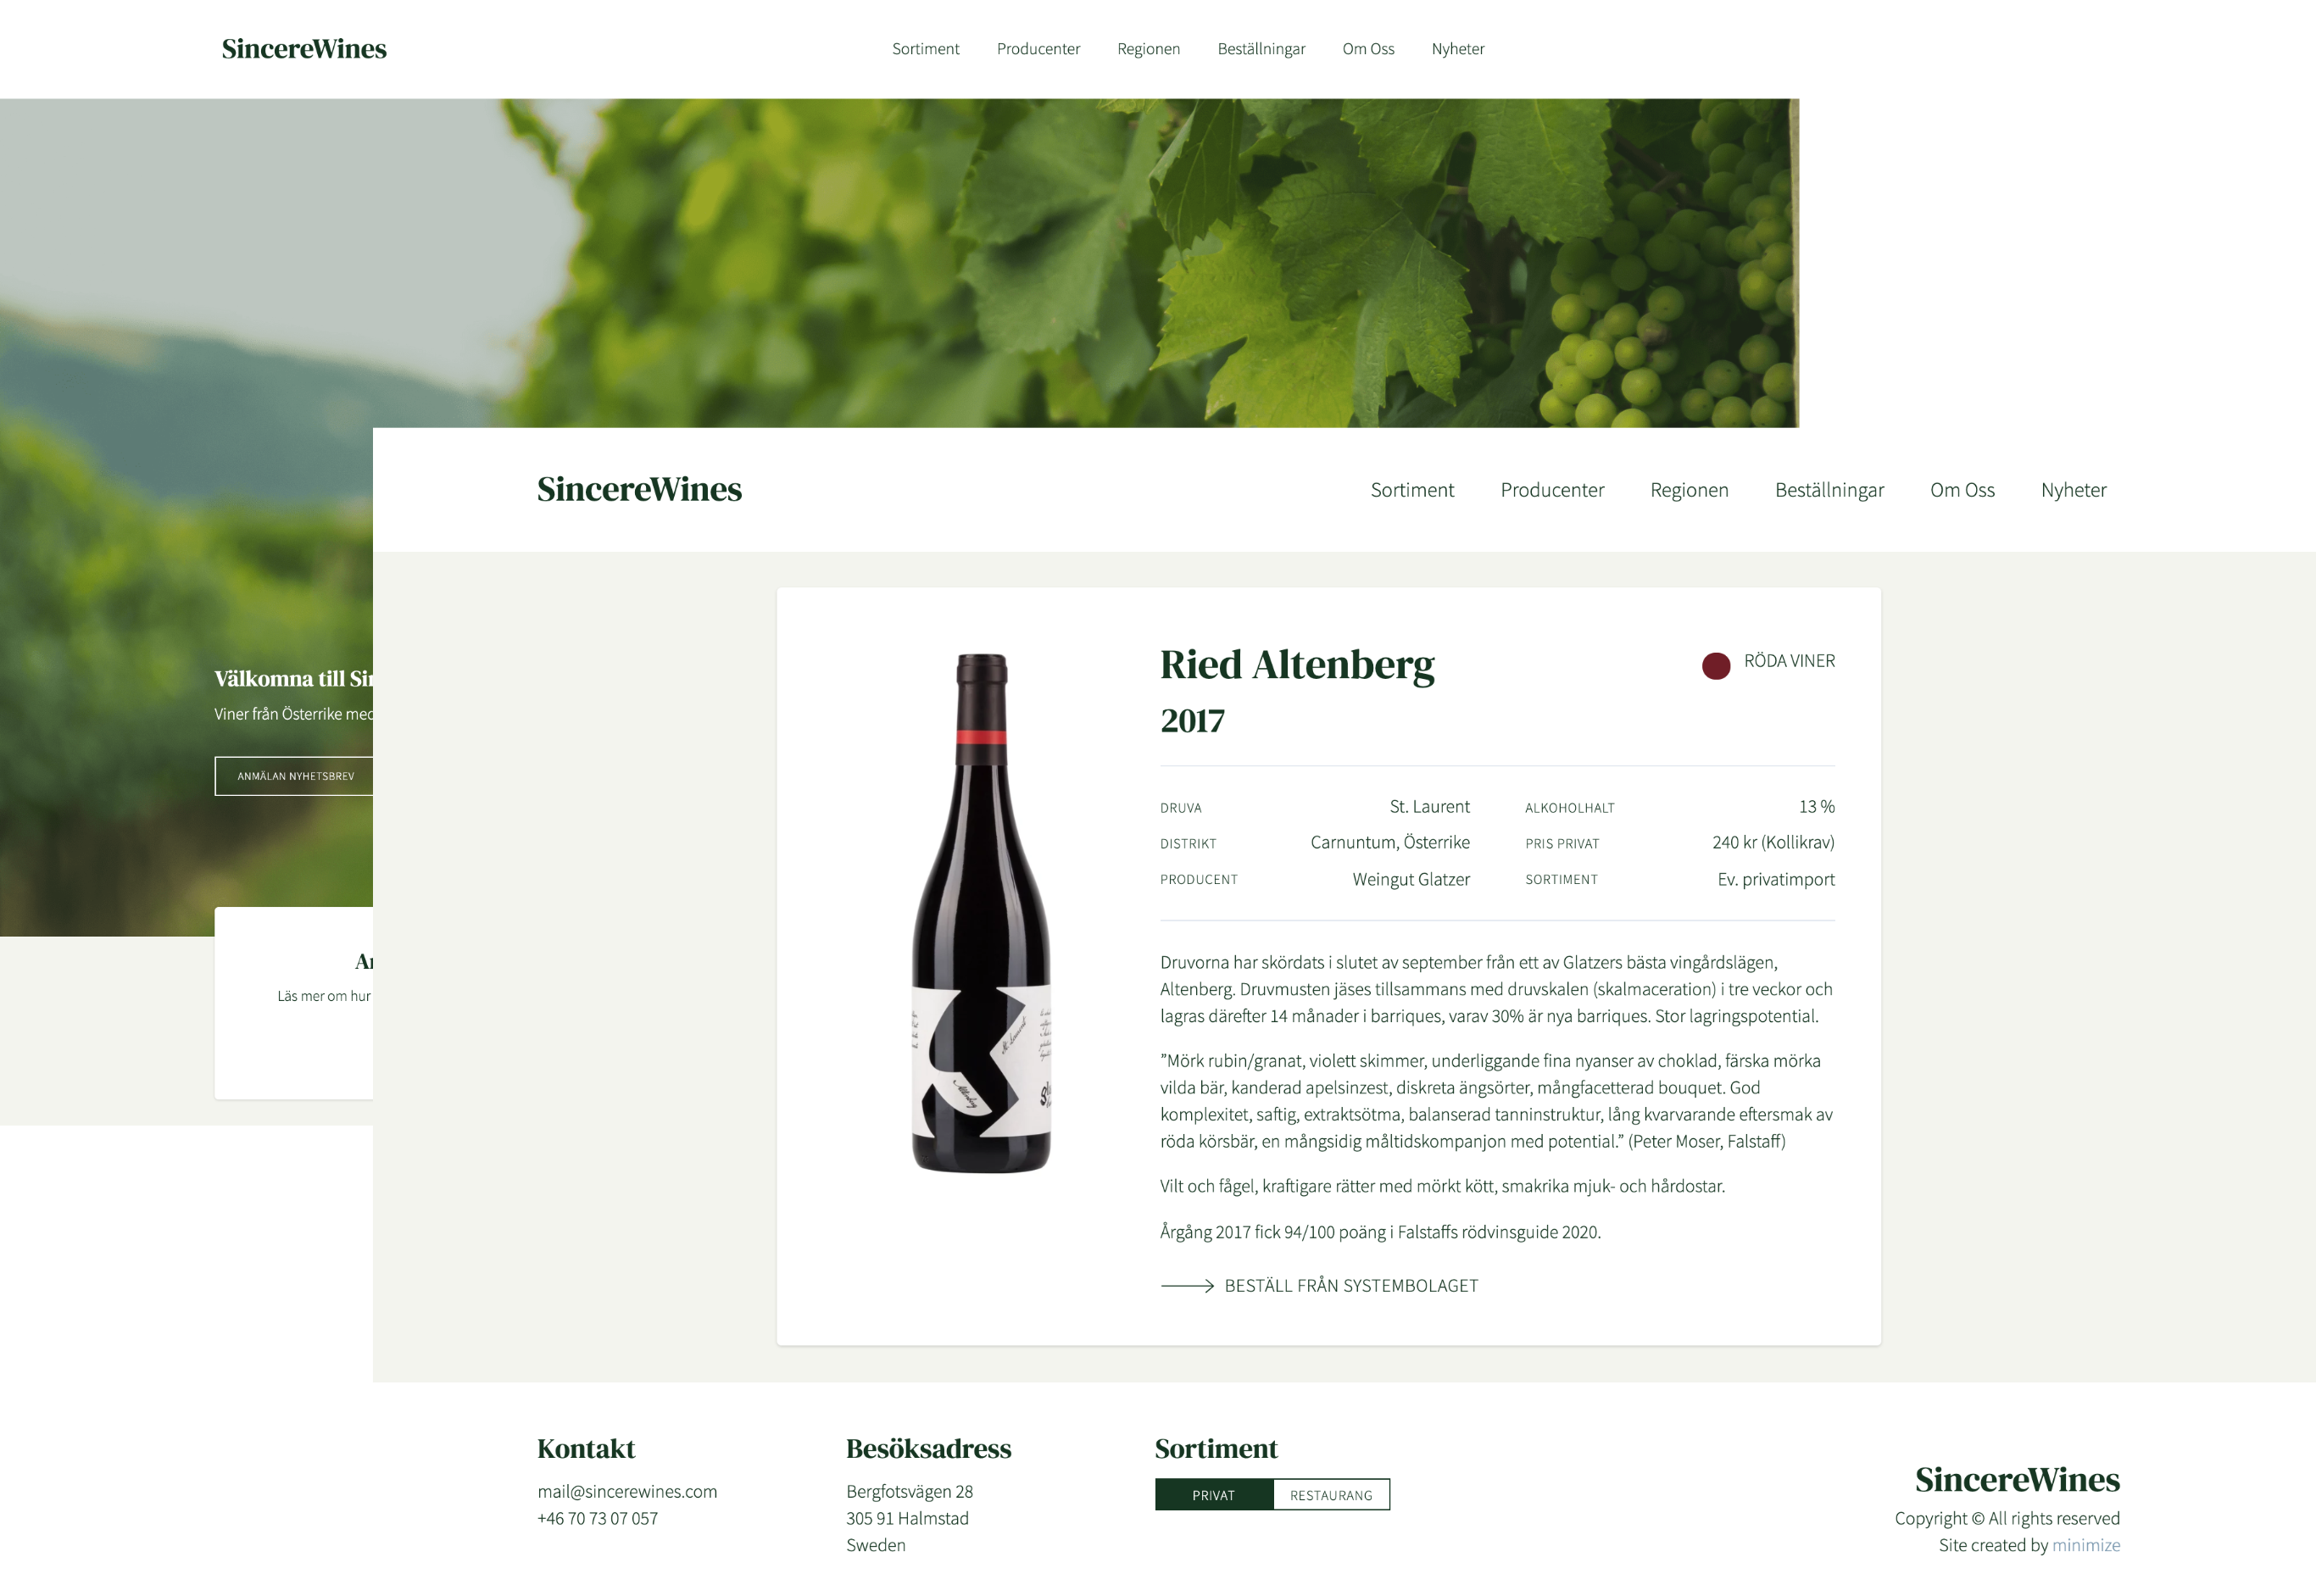 SincereWines
Sortiment Producenter Regionen Beställningar Om Oss Nyheter
Välkomna till
Viner från Österrike
ANMÄLAN NYHETSBREV
Läs mer om hur
SincereWines
Sortiment Producenter Regionen Beställningar Om Oss Nyheter
Ried Altenberg
2017
RÖDA VINER
DRUVA St. Laurent ALKOHOLHALT 13 %
DISTRIKT Carnuntum, Österrike PRIS PRIVAT 240 kr (Kollikrav)
PRODUCENT Weingut Glatzer SORTIMENT Ev. privatimport
Druvorna har skördats i slutet av september från ett av Glatzers bästa vingårdslägen,
Altenberg. Druvmusten jäses tillsammans med druvskalen (skalmaceration) i tre veckor och
lagras därefter 14 månader i barriques, varav 30% är nya barriques. Stor lagringspotential.
”Mörk rubin/granat, violett skimmer, underliggande fina nyanser av choklad, färska mörka
vilda bär, kanderad apelsinzest, diskreta ängsörter, mångfacetterad bouquet. God
komplexitet, saftig, extraktsötma, balanserad tanninstruktur, lång kvarvarande eftersmak av
röda körsbär, en mångsidig måltidskompanjon med potential.” (Peter Moser, Falstaff)
Vilt och fågel, kraftigare rätter med mörkt kött, smakrika mjuk- och hårdostar.
Årgång 2017 fick 94/100 poäng i Falstaffs rödvinsguide 2020.
BESTÄLL FRÅN SYSTEMBOLAGET
St. Laurent
Altenberg
Kontakt
mail@sincerewines.com
+46 70 73 07 057
Besöksadress
Bergfotsvägen 28
305 91 Halmstad
Sweden
Sortiment
PRIVAT RESTAURANG
SincereWines
Copyright © All rights reserved
Site created by minimize